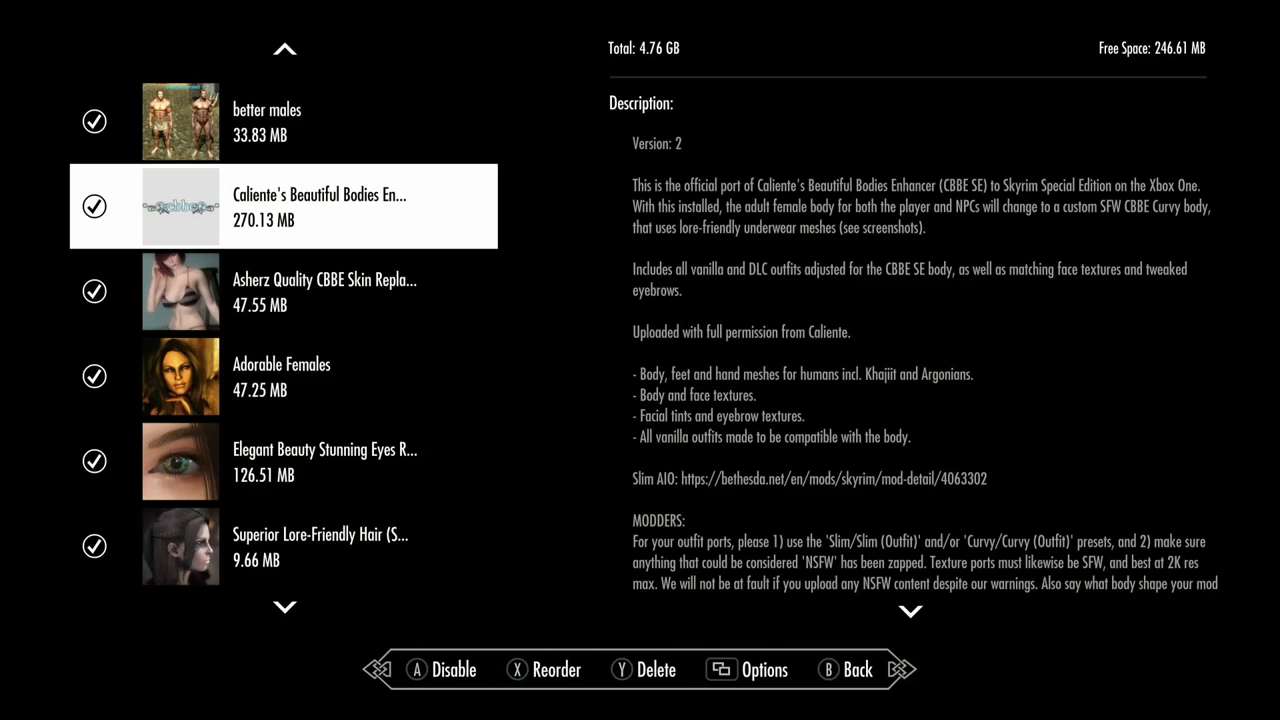 Total: 4.76 GB
Free Space: 246.61 MB
better males
33.83 MB
Caliente's Beautiful Bodies En...
270.13 MB
cbbe
Asherz Quality CBBE Skin Repla...
47.55 MB
Adorable Females
47.25 MB
Elegant Beauty Stunning Eyes R...
126.51 MB
Superior Lore-Friendly Hair (S...
9.66 MB
Description:
Version: 2
This is the official port of Caliente's Beautiful Bodies Enhancer (CBBE SE) to Skyrim Special Edition on the Xbox One.
With this installed, the adult female body for both the player and NPCs will change to a custom SFW CBBE Curvy body,
that uses lore-friendly underwear meshes (see screenshots).
Includes all vanilla and DLC outfits adjusted for the CBBE SE body, as well as matching face textures and tweaked
eyebrows.
Uploaded with full permission from Caliente.
- Body, feet and hand meshes for humans incl. Khajiit and Argonians.
- Body and face textures.
- Facial tints and eyebrow textures.
- All vanilla outfits made to be compatible with the body.
Slim AIO: https://bethesda.net/en/mods/skyrim/mod-detail/4063302
MODDERS:
For your outfit ports, please 1) use the 'Slim/Slim (Outfit)' and/or 'Curvy/Curvy (Outfit)' presets, and 2) make sure
anything that could be considered 'NSFW' has been zapped. Texture ports must likewise be SFW, and best at 2K res
max. We will not be at fault if you upload any NSFW content despite our warnings. Also say what body shape your mod
A Disable X Reorder Y Delete Options B Back